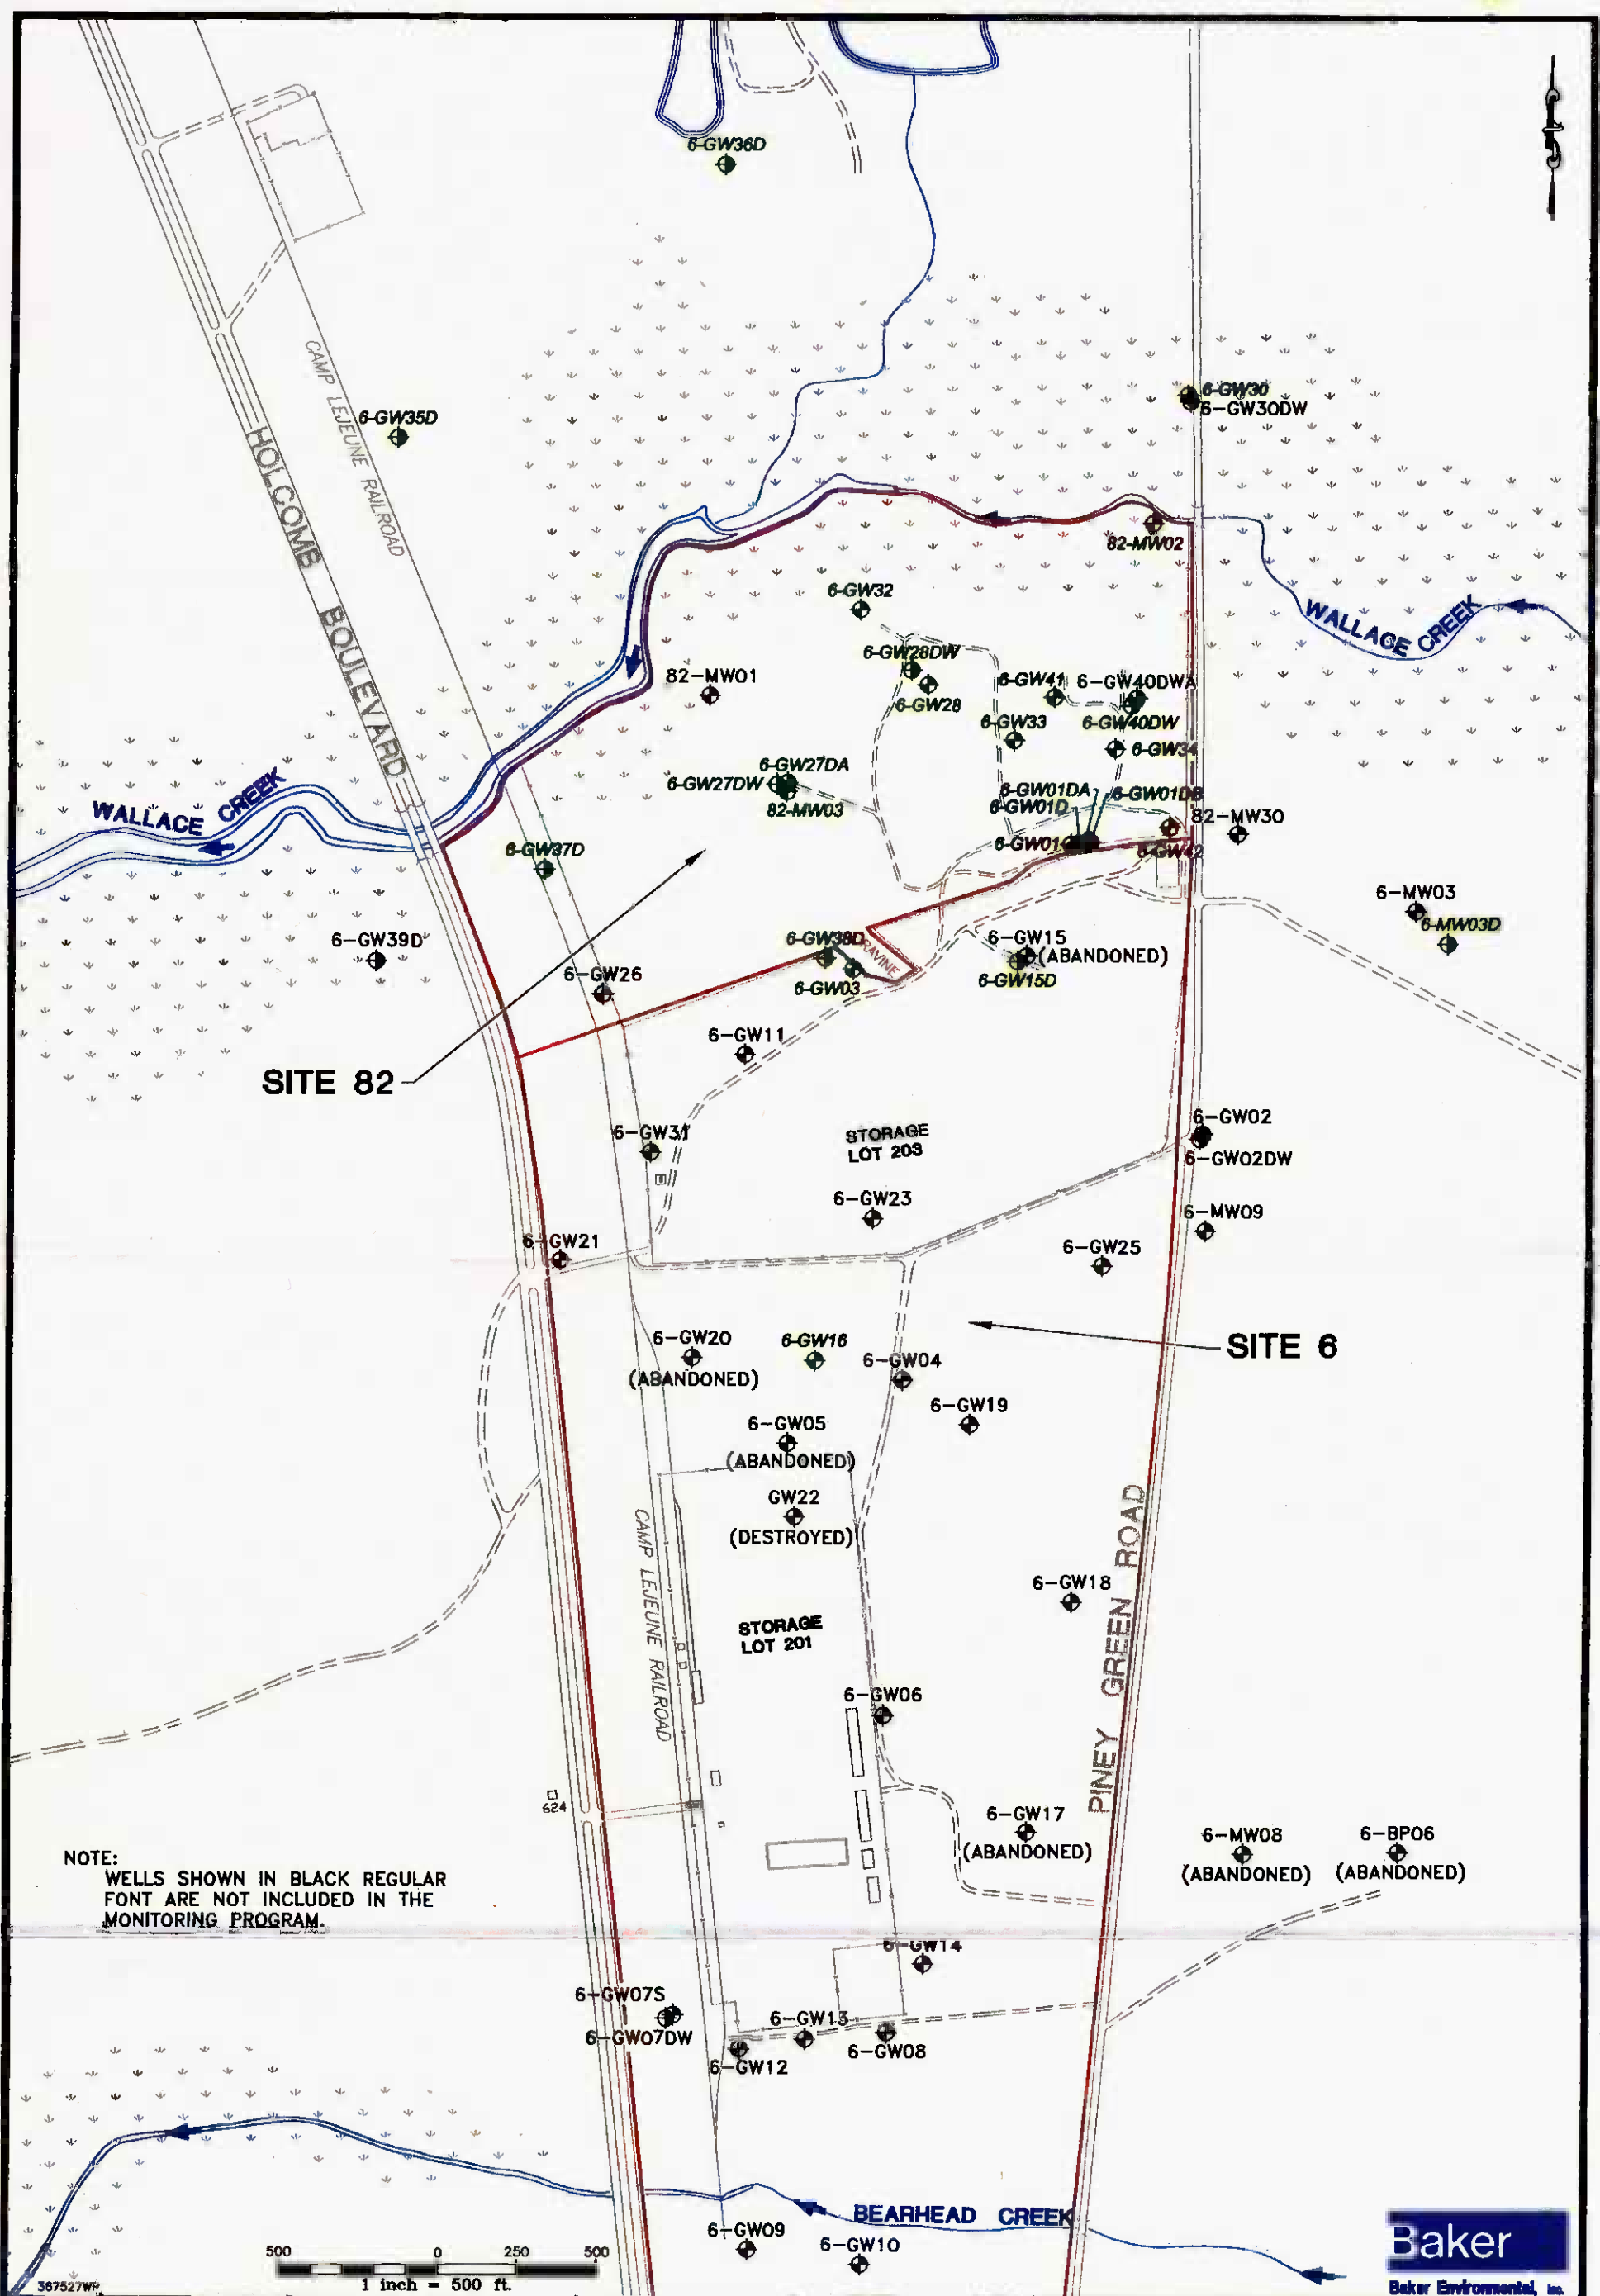 6-GW36D
CAMP LEJEUNE RAILROAD
6-GW35D
6-GW30
6-GW30DW
HOLCOMB BOULEVARD
82-MW02
6-GW32
WALLACE CREEK
6-GW28DW
82-MW01
6-GW28
6-GW41
6-GW40DWA
6-GW40DW
6-GW33
6-GW34
6-GW27DA
6-GW27DW
82-MW03
6-GW01DA
6-GW01DB
6-GW01D
WALLACE CREEK
82-MW30
6-GW01
6-GW42
6-GW37D
6-MW03
6-MW03D
6-GW39D
6-GW38D
RAVINE
6-GW15
(ABANDONED)
6-GW15D
6-GW26
6-GW03
6-GW11
SITE 82
6-GW02
6-GW31
STORAGE
LOT 203
6-GW02DW
6-GW23
6-MW09
6-GW21
6-GW25
6-GW20
(ABANDONED)
6-GW16
6-GW04
SITE 6
6-GW19
6-GW05
(ABANDONED)
GW22
(DESTROYED)
CAMP LEJEUNE RAILROAD
PINEY GREEN ROAD
6-GW18
STORAGE
LOT 201
6-GW06
624
6-GW17
(ABANDONED)
6-MW08
(ABANDONED)
6-BP06
(ABANDONED)
NOTE:
WELLS SHOWN IN BLACK REGULAR
FONT ARE NOT INCLUDED IN THE
MONITORING PROGRAM.
6-GW14
6-GW07S
6-GW07DW
6-GW13
6-GW08
6-GW12
BEARHEAD CREEK
6-GW09
6-GW10
500 0 250 500
1 inch = 500 ft.
367527WP
Baker
Baker Environmental, Inc.